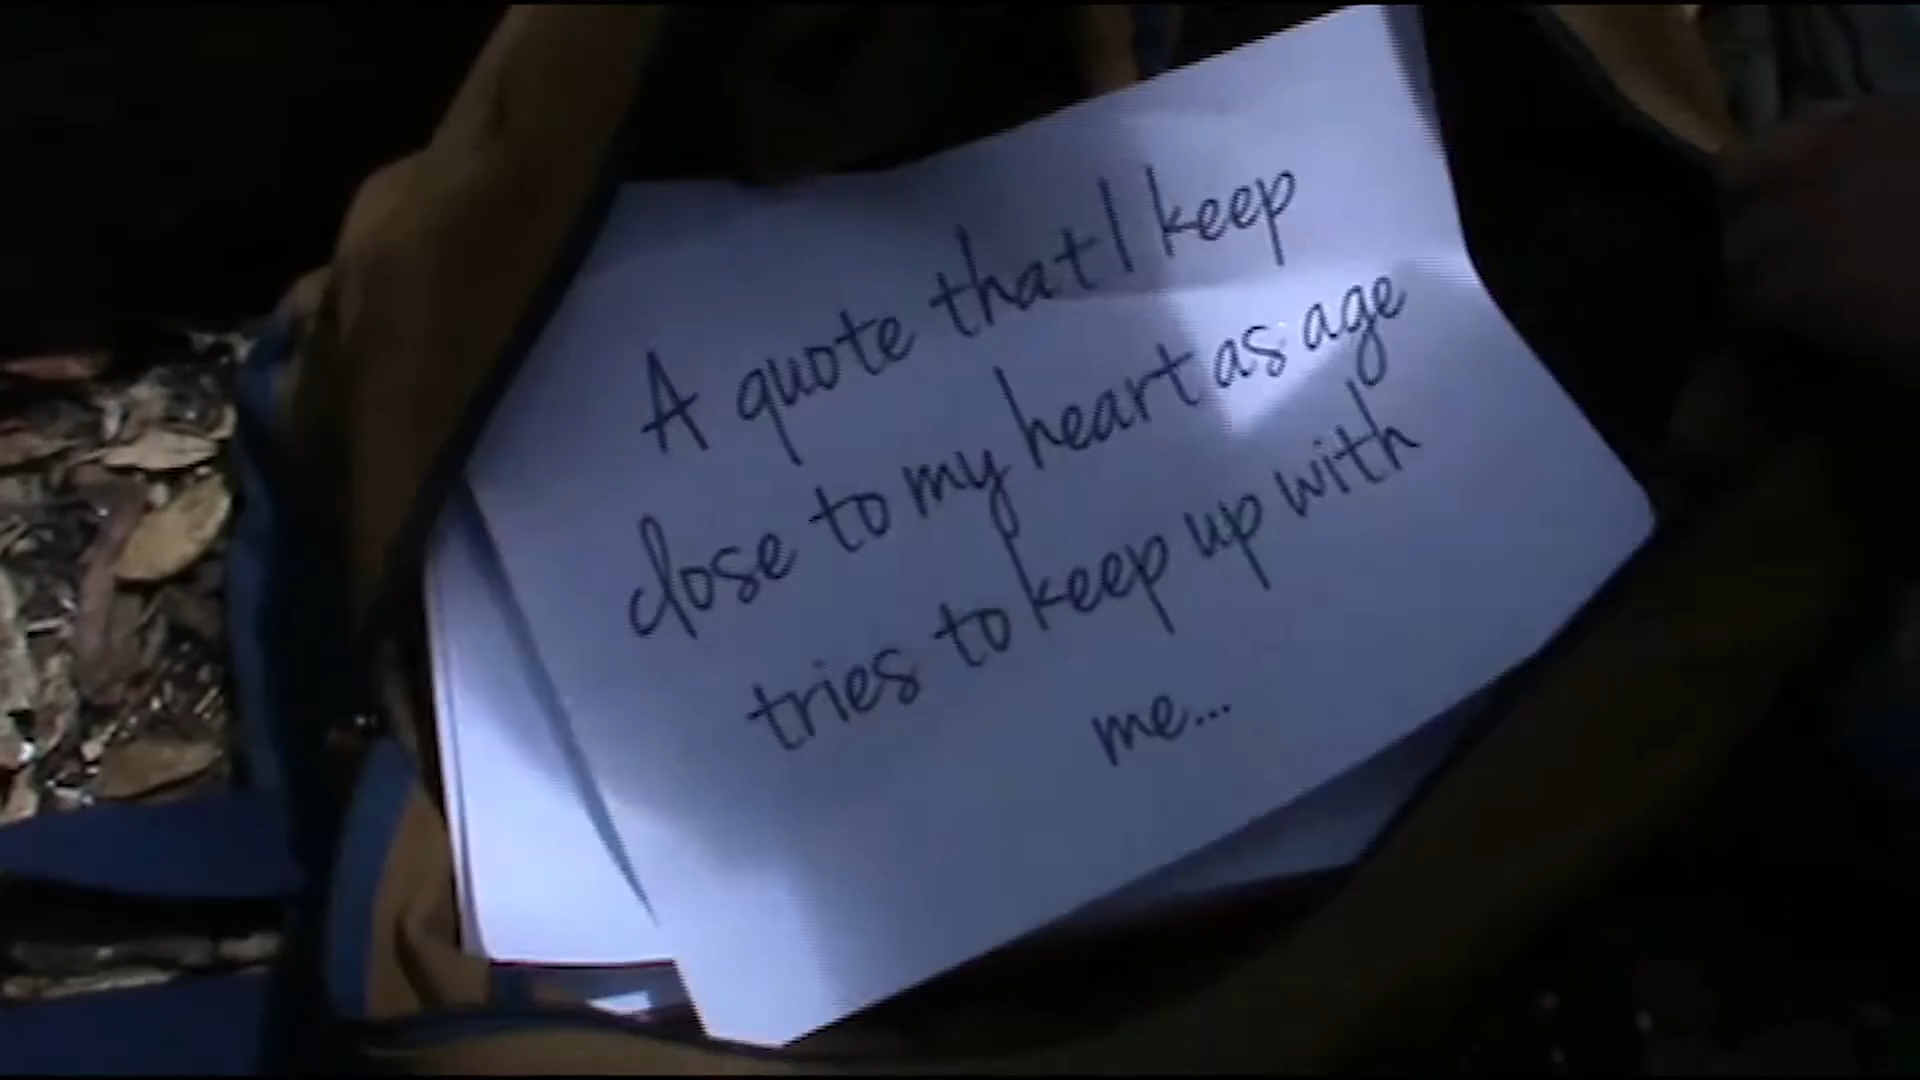 A quote that I keep
close to my heart as age
tries to keep up with
me...